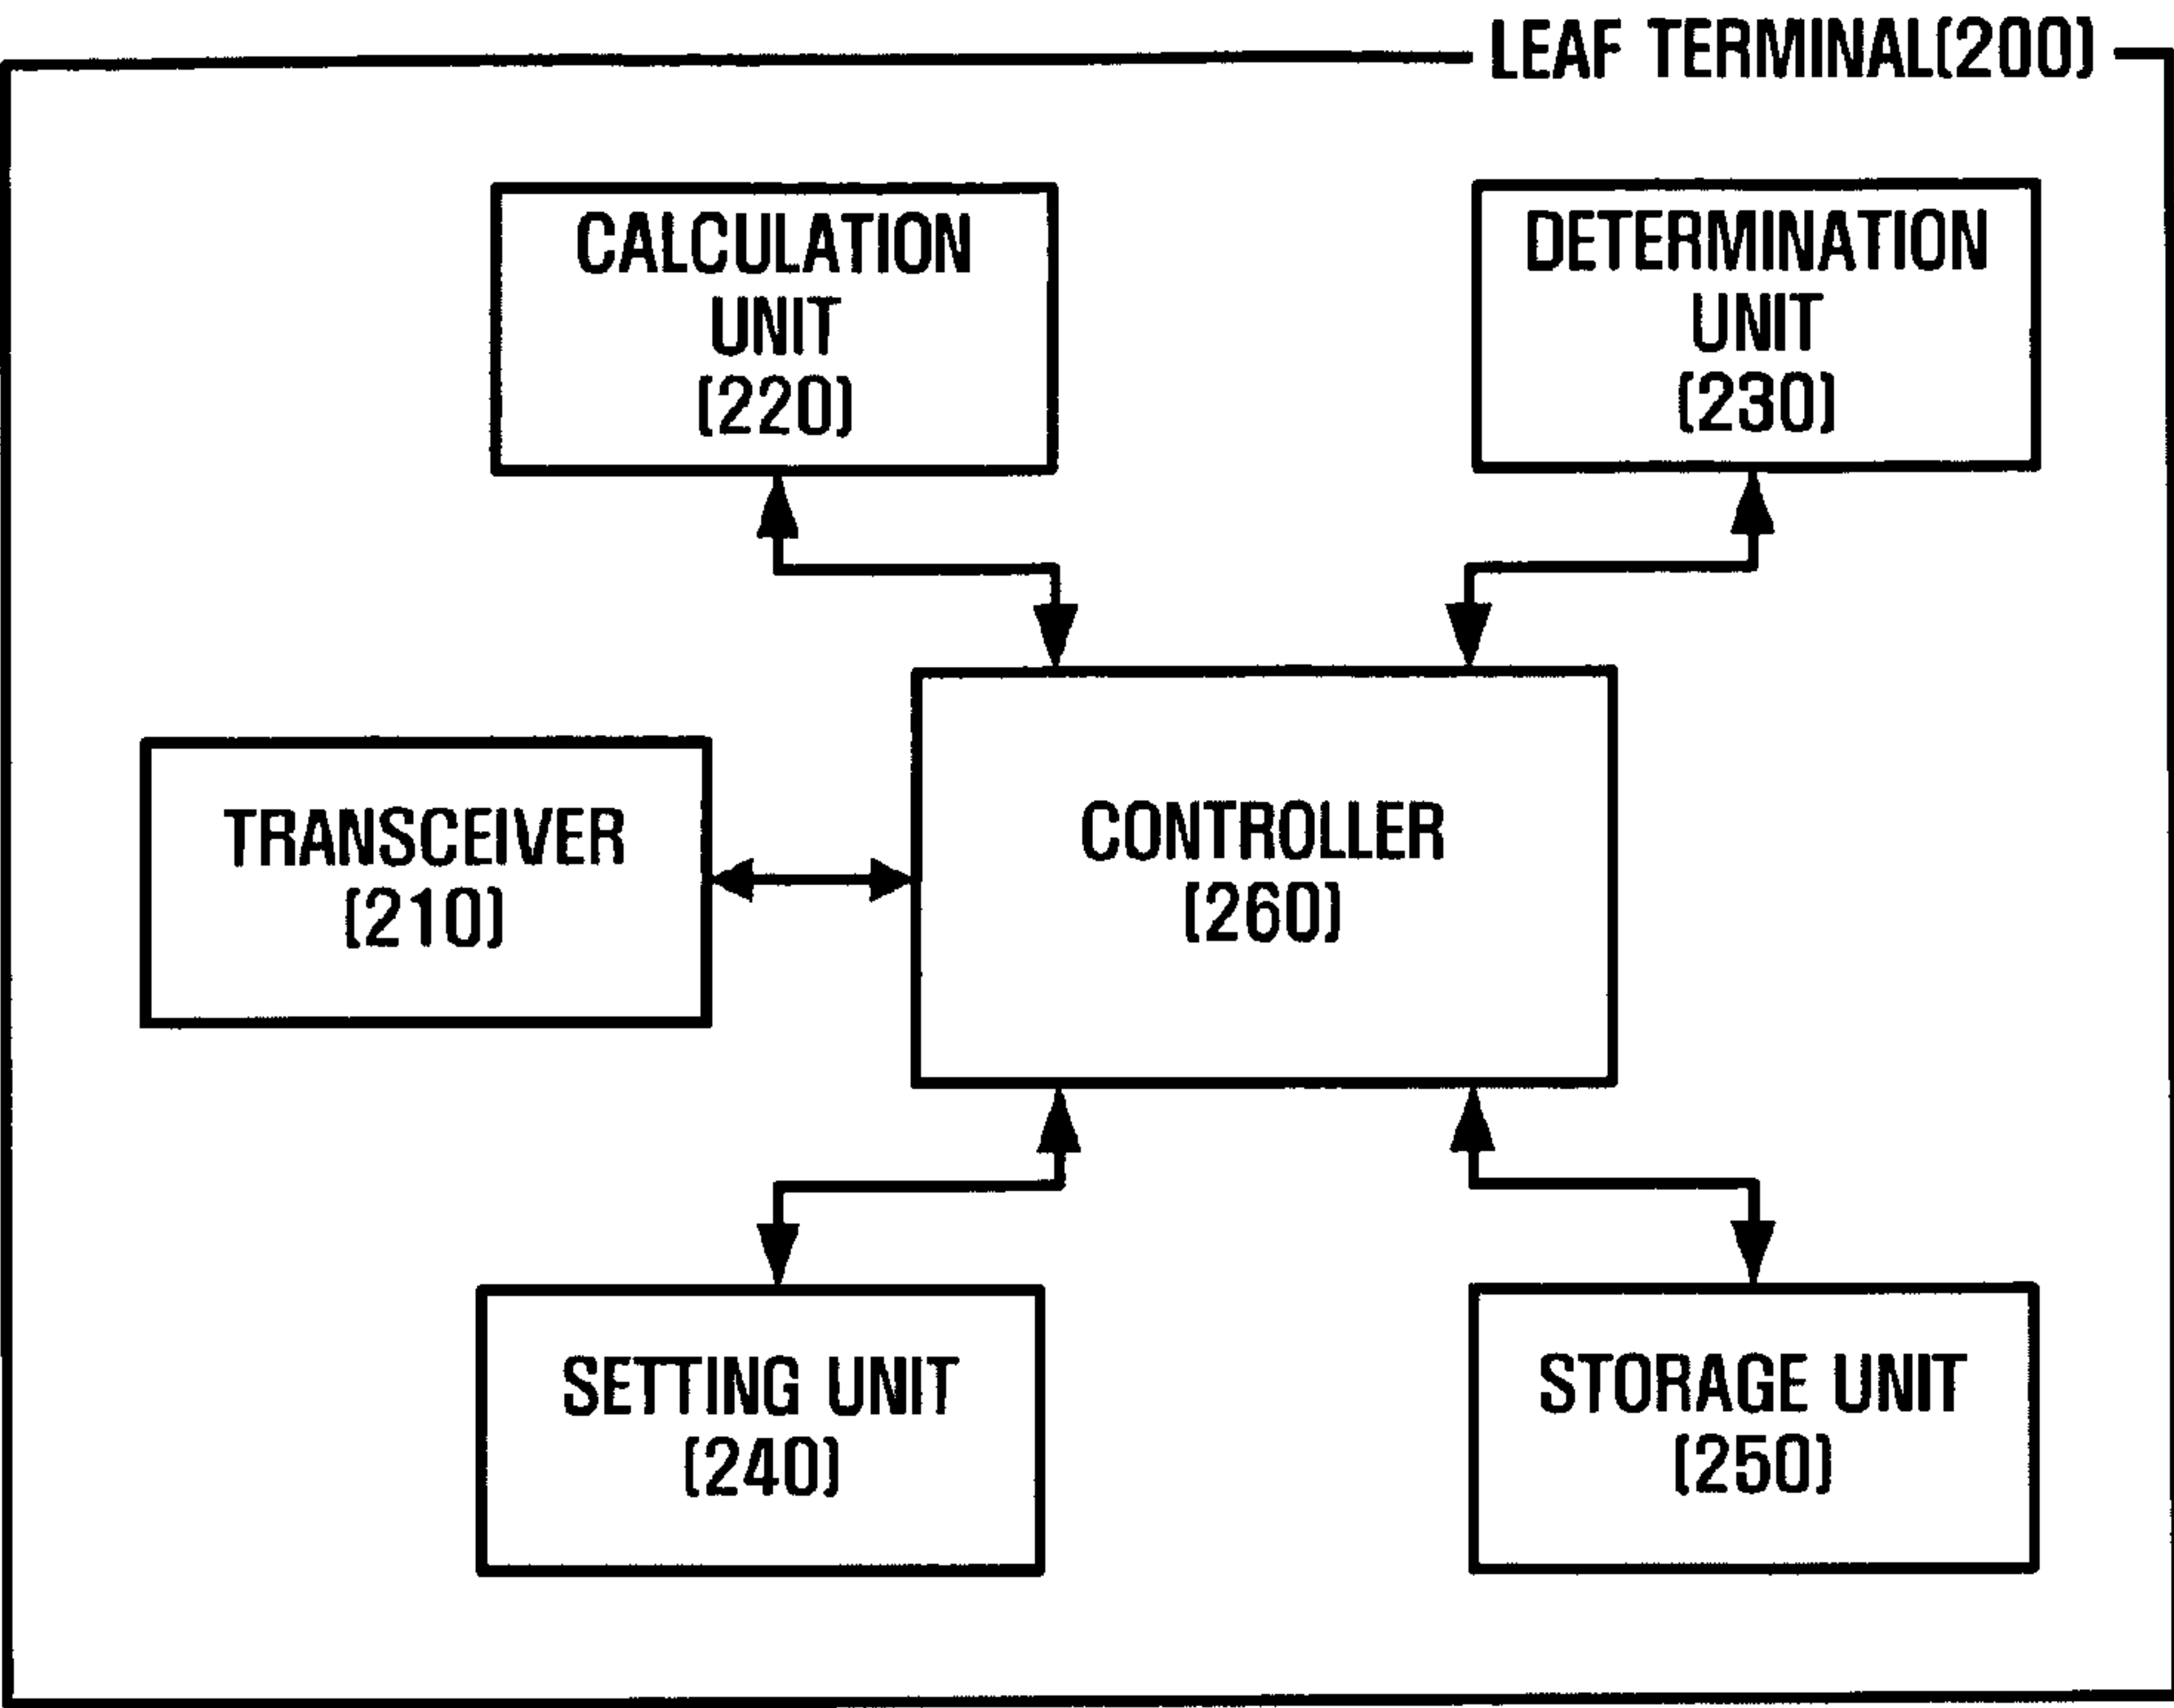 LEAF TERMINAL(200)
CALCULATION
UNIT
(220)
DETERMINATION
UNIT
(230)
TRANSCEIVER
(210)
CONTROLLER
(260)
SETTING UNIT
(240)
STORAGE UNIT
(250)